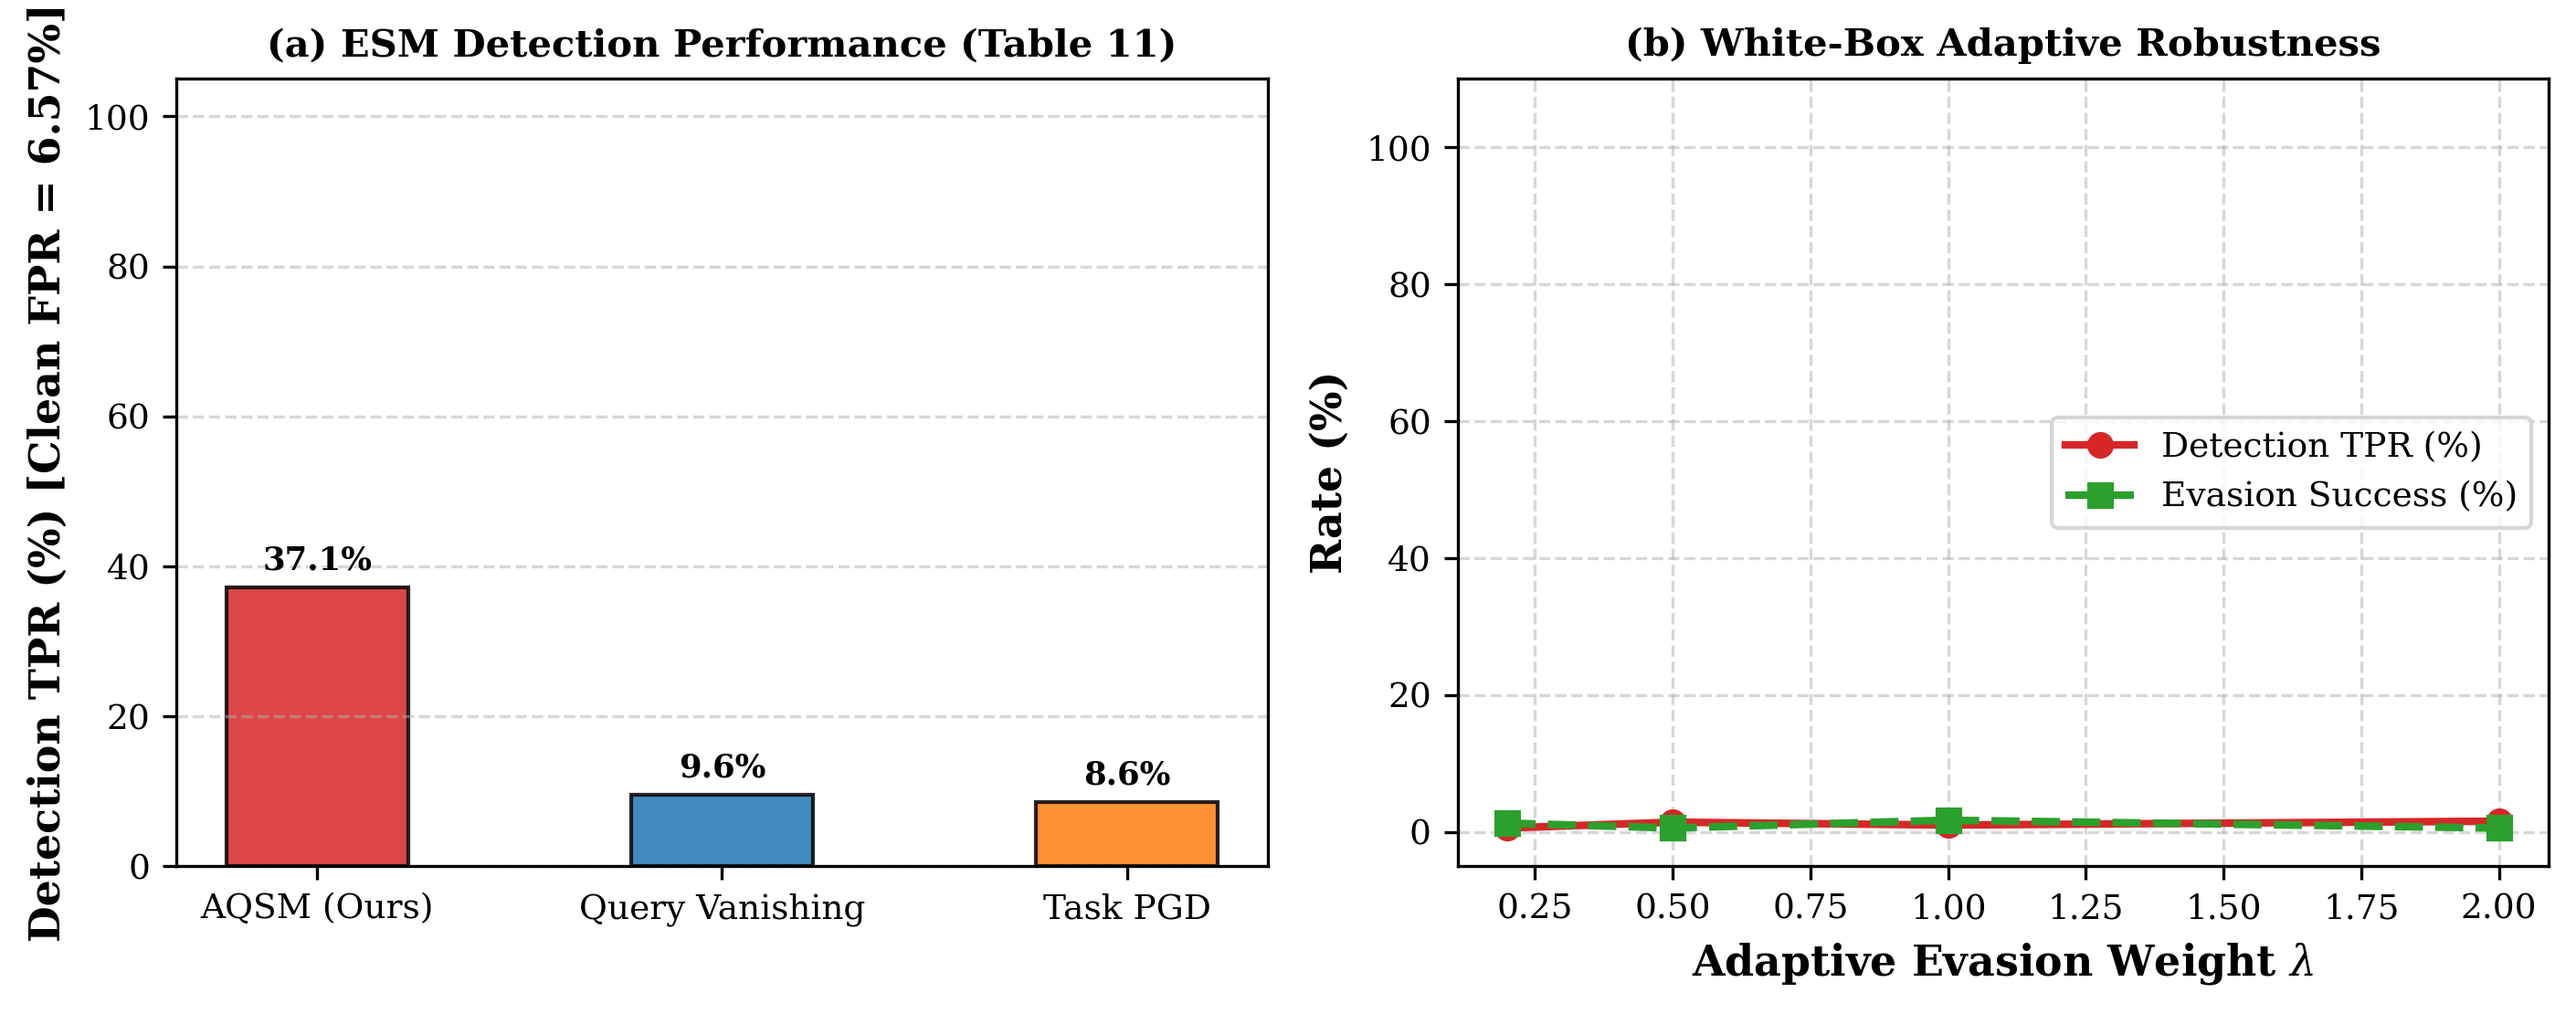 (a) ESM Detection Performance (Table 11)
Detection TPR (%) [Clean FPR = 6.57%]
100
80
60
40
20
0
37.1%
9.6%
8.6%
AQSM (Ours)
Query Vanishing
Task PGD
(b) White-Box Adaptive Robustness
Rate (%)
100
80
60
40
20
0
Detection TPR (%)
Evasion Success (%)
0.25
0.50
0.75
1.00
1.25
1.50
1.75
2.00
Adaptive Evasion Weight λ